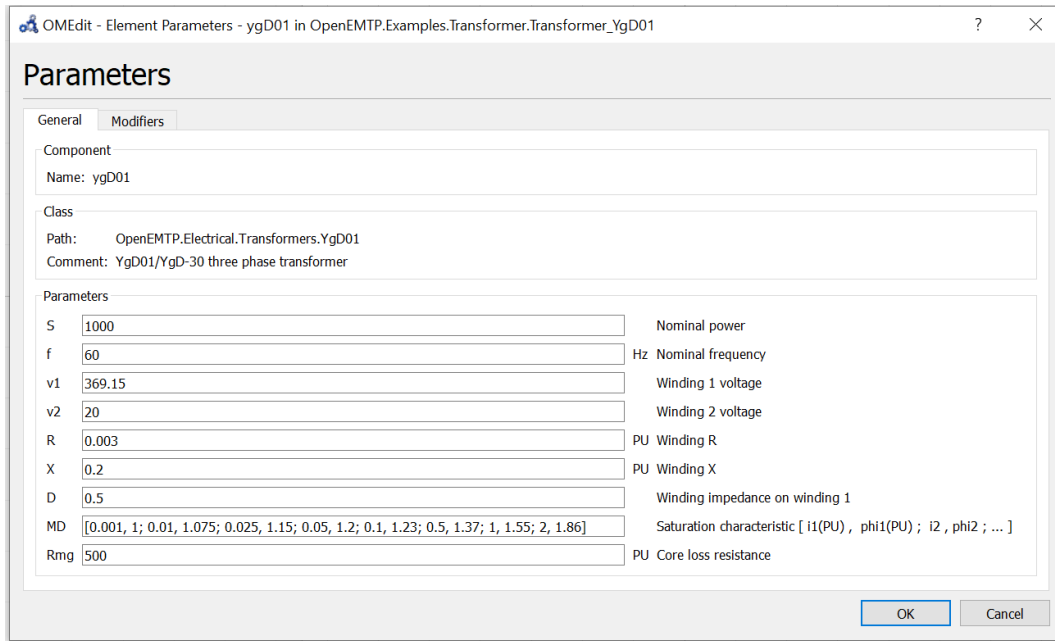 OMEdit - Element Parameters - ygD01 in OpenEMTP.Examples.Transformer.Transformer_YgD01 ?
Parameters
General Modifiers
Component
Name: ygD01
Class
Path: OpenEMTP.Electrical.Transformers.YgD01
Comment: YgD01/YgD-30 three phase transformer
Parameters
S 1000 Nominal power
f 60 Hz Nominal frequency
v1 369.15 Winding 1 voltage
v2 20 Winding 2 voltage
R 0.003 PU Winding R
X 0.2 PU Winding X
D 0.5 Winding impedance on winding 1
MD [0.001, 1; 0.01, 1.075; 0.025, 1.15; 0.05, 1.2; 0.1, 1.23; 0.5, 1.37; 1, 1.55; 2, 1.86] Saturation characteristic [ i1(PU) , phi1(PU) ; i2 , phi2 ; ... ]
Rmg 500 PU Core loss resistance
OK Cancel